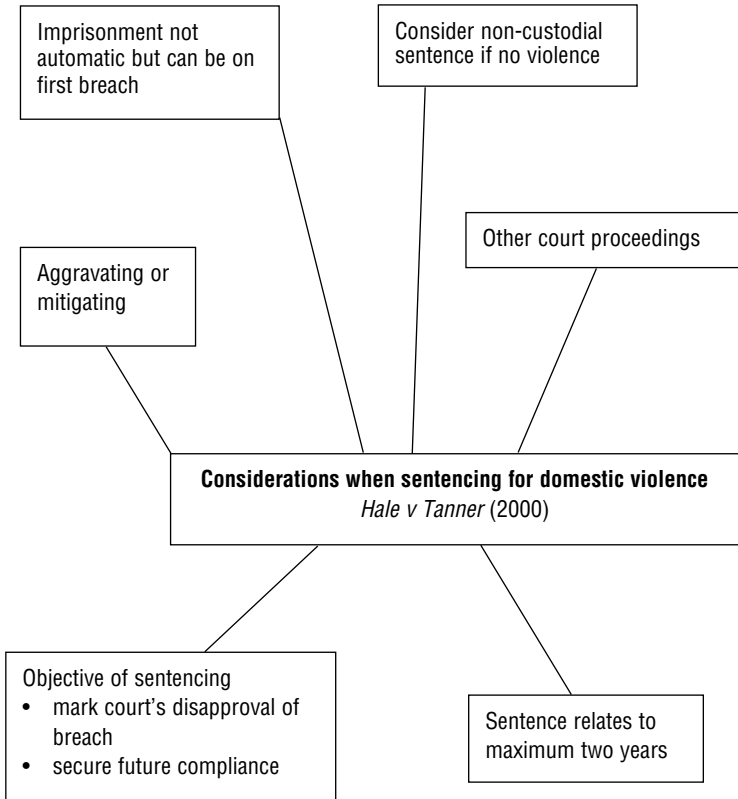 Imprisonment not
automatic but can be on
first breach
Consider non-custodial
sentence if no violence
Other court proceedings
Aggravating or
mitigating
Considerations when sentencing for domestic violence
Hale v Tanner (2000)
Objective of sentencing
• mark court's disapproval of
breach
• secure future compliance
Sentence relates to
maximum two years